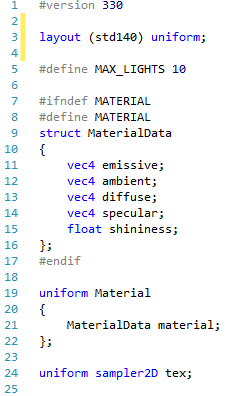 1 #version 330
2
3 layout (std140) uniform;
4
5 #define MAX_LIGHTS 10
6
7 #ifndef MATERIAL
8 #define MATERIAL
9 struct MaterialData
10 {
11 vec4 emissive;
12 vec4 ambient;
13 vec4 diffuse;
14 vec4 specular;
15 float shininess;
16 };
17 #endif
18
19 uniform Material
20 {
21 MaterialData material;
22 };
23
24 uniform sampler2D tex;
25